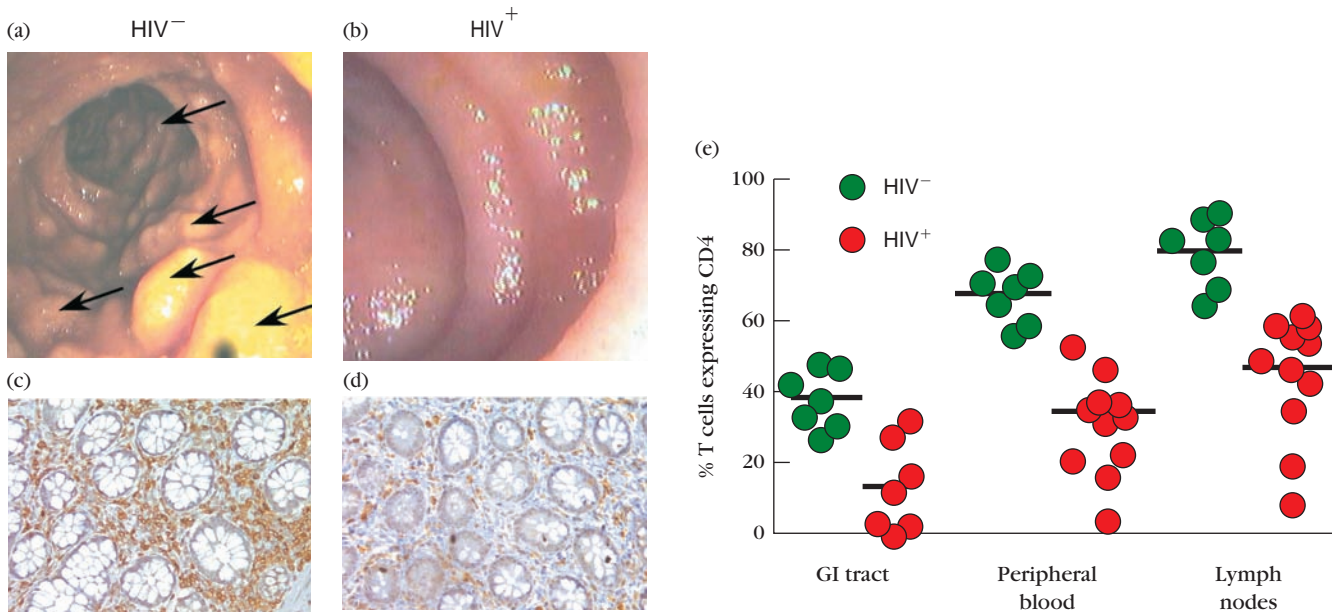 (a)
HIV−
(b)
HIV+
(c)
(d)
(e)
100
80
60
40
20
0
% T cells expressing CD4
HIV−
HIV+
GI tract
Peripheral
blood
Lymph
nodes